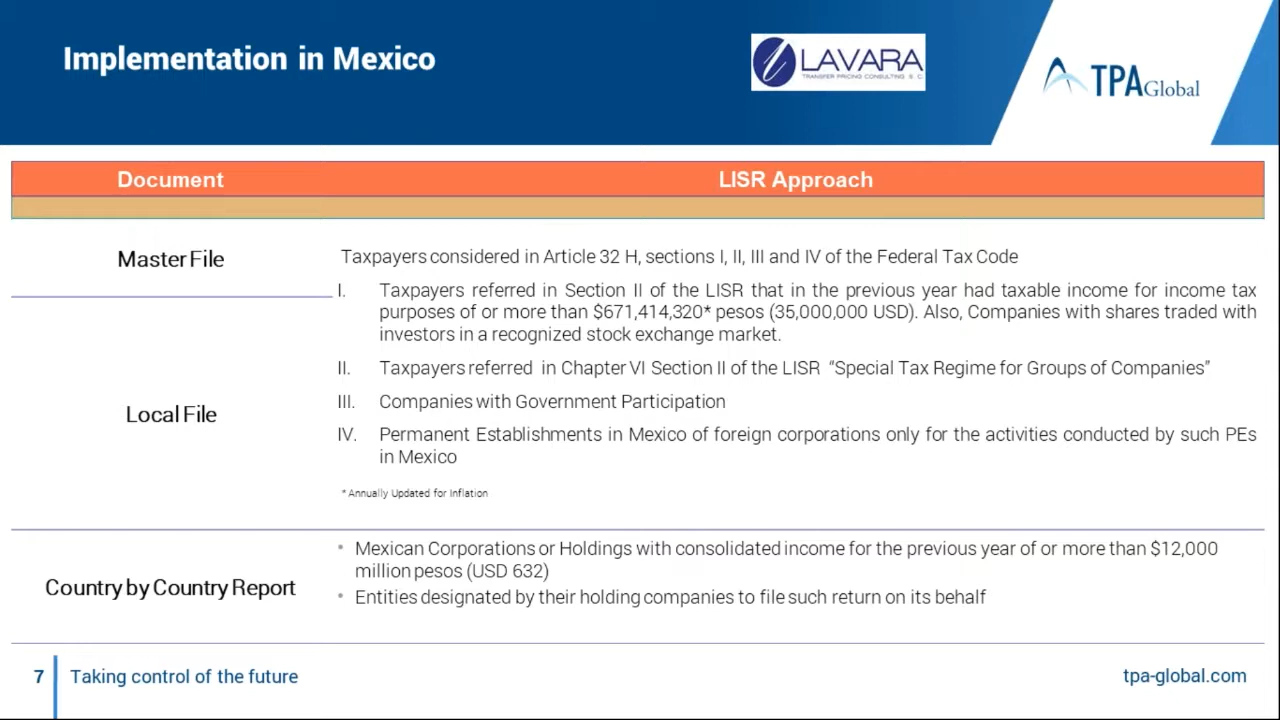 Implementation in Mexico
LAVARA
TRANSFER PRICING CONSULTING S. C.
TPAGlobal
Document
LISR Approach
Master File
Taxpayers considered in Article 32 H, sections I, II, III and IV of the Federal Tax Code
I. Taxpayers referred in Section II of the LISR that in the previous year had taxable income for income tax
purposes of or more than $671,414,320* pesos (35,000,000 USD). Also, Companies with shares traded with
investors in a recognized stock exchange market.
II. Taxpayers referred in Chapter VI Section II of the LISR “Special Tax Regime for Groups of Companies”
Local File
III. Companies with Government Participation
IV. Permanent Establishments in Mexico of foreign corporations only for the activities conducted by such PEs
in Mexico
* Annually Updated for Inflation
Country by Country Report
• Mexican Corporations or Holdings with consolidated income for the previous year of or more than $12,000
million pesos (USD 632)
• Entities designated by their holding companies to file such return on its behalf
7
Taking control of the future
tpa-global.com